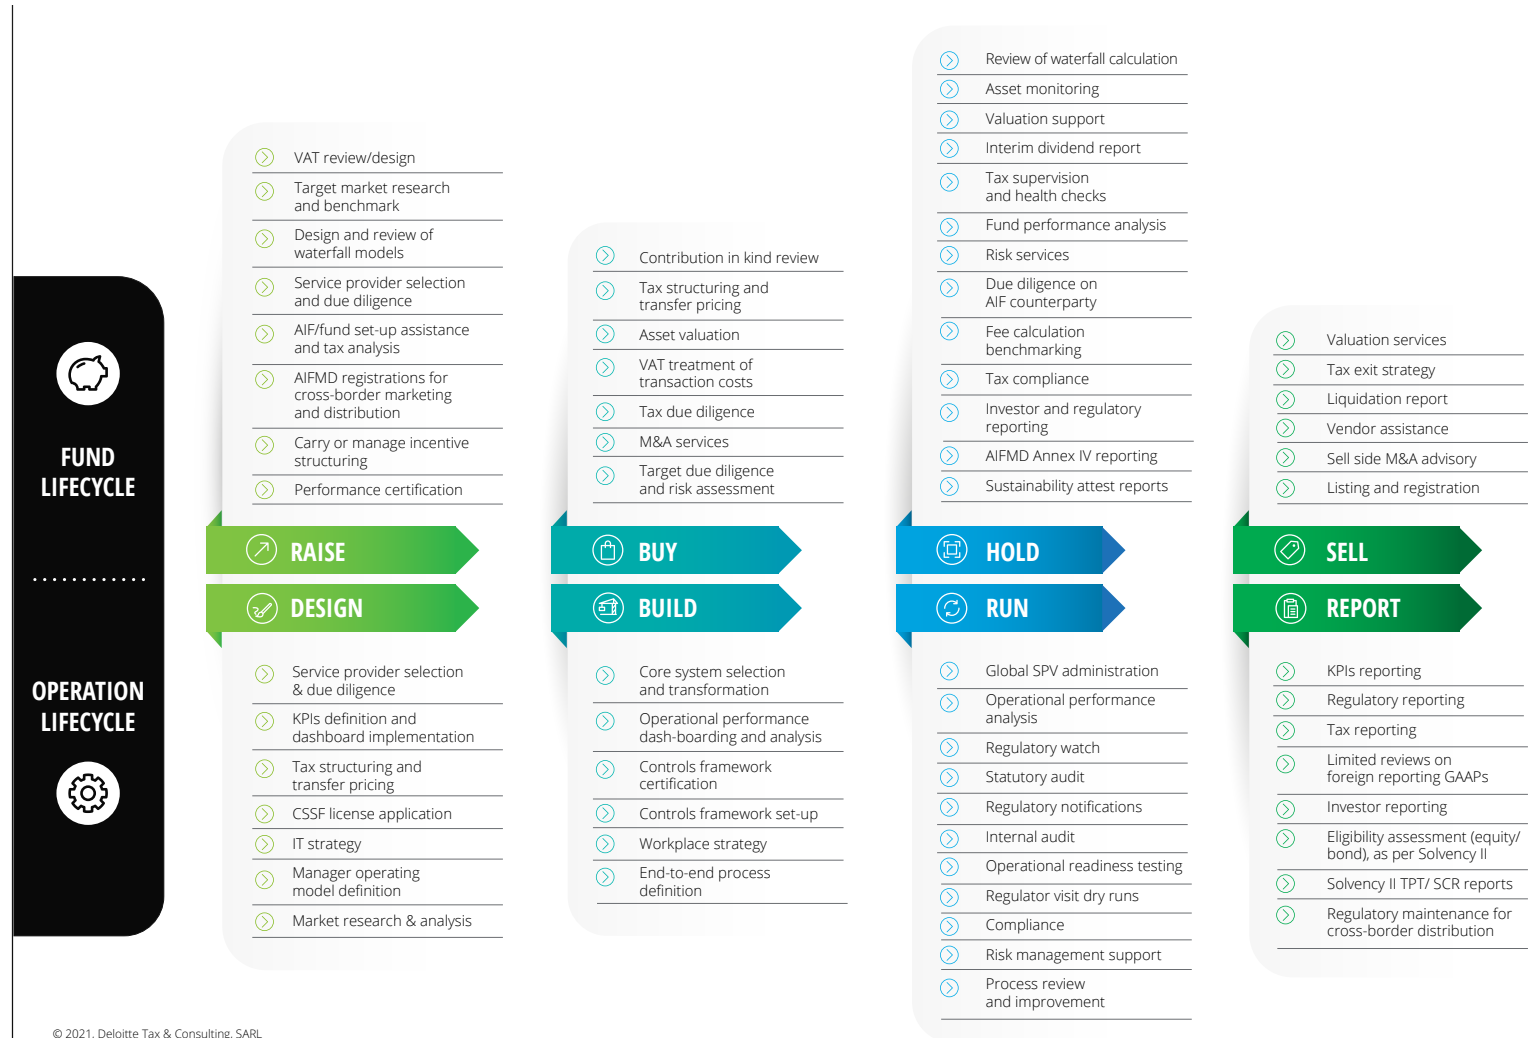 FUND
LIFECYCLE
OPERATION
LIFECYCLE
VAT review/design
Target market research
and benchmark
Design and review of
waterfall models
Service provider selection
and due diligence
AIF/fund set-up assistance
and tax analysis
AIFMD registrations for
cross-border marketing
and distribution
Carry or manage incentive
structuring
Performance certification
RAISE
DESIGN
Service provider selection
& due diligence
KPIs definition and
dashboard implementation
Tax structuring and
transfer pricing
CSSF license application
IT strategy
Manager operating
model definition
Market research & analysis
Contribution in kind review
Tax structuring and
transfer pricing
Asset valuation
VAT treatment of
transaction costs
Tax due diligence
M&A services
Target due diligence
and risk assessment
BUY
BUILD
Core system selection
and transformation
Operational performance
dash-boarding and analysis
Controls framework
certification
Controls framework set-up
Workplace strategy
End-to-end process
definition
Review of waterfall calculation
Asset monitoring
Valuation support
Interim dividend report
Tax supervision
and health checks
Fund performance analysis
Risk services
Due diligence on
AIF counterparty
Fee calculation
benchmarking
Tax compliance
Investor and regulatory
reporting
AIFMD Annex IV reporting
Sustainability attest reports
HOLD
RUN
Global SPV administration
Operational performance
analysis
Regulatory watch
Statutory audit
Regulatory notifications
Internal audit
Operational readiness testing
Regulator visit dry runs
Compliance
Risk management support
Process review
and improvement
Valuation services
Tax exit strategy
Liquidation report
Vendor assistance
Sell side M&A advisory
Listing and registration
SELL
REPORT
KPIs reporting
Regulatory reporting
Tax reporting
Limited reviews on
foreign reporting GAAPs
Investor reporting
Eligibility assessment (equity/
bond), as per Solvency II
Solvency II TPT/ SCR reports
Regulatory maintenance for
cross-border distribution
© 2021. Deloitte Tax & Consulting, SARL